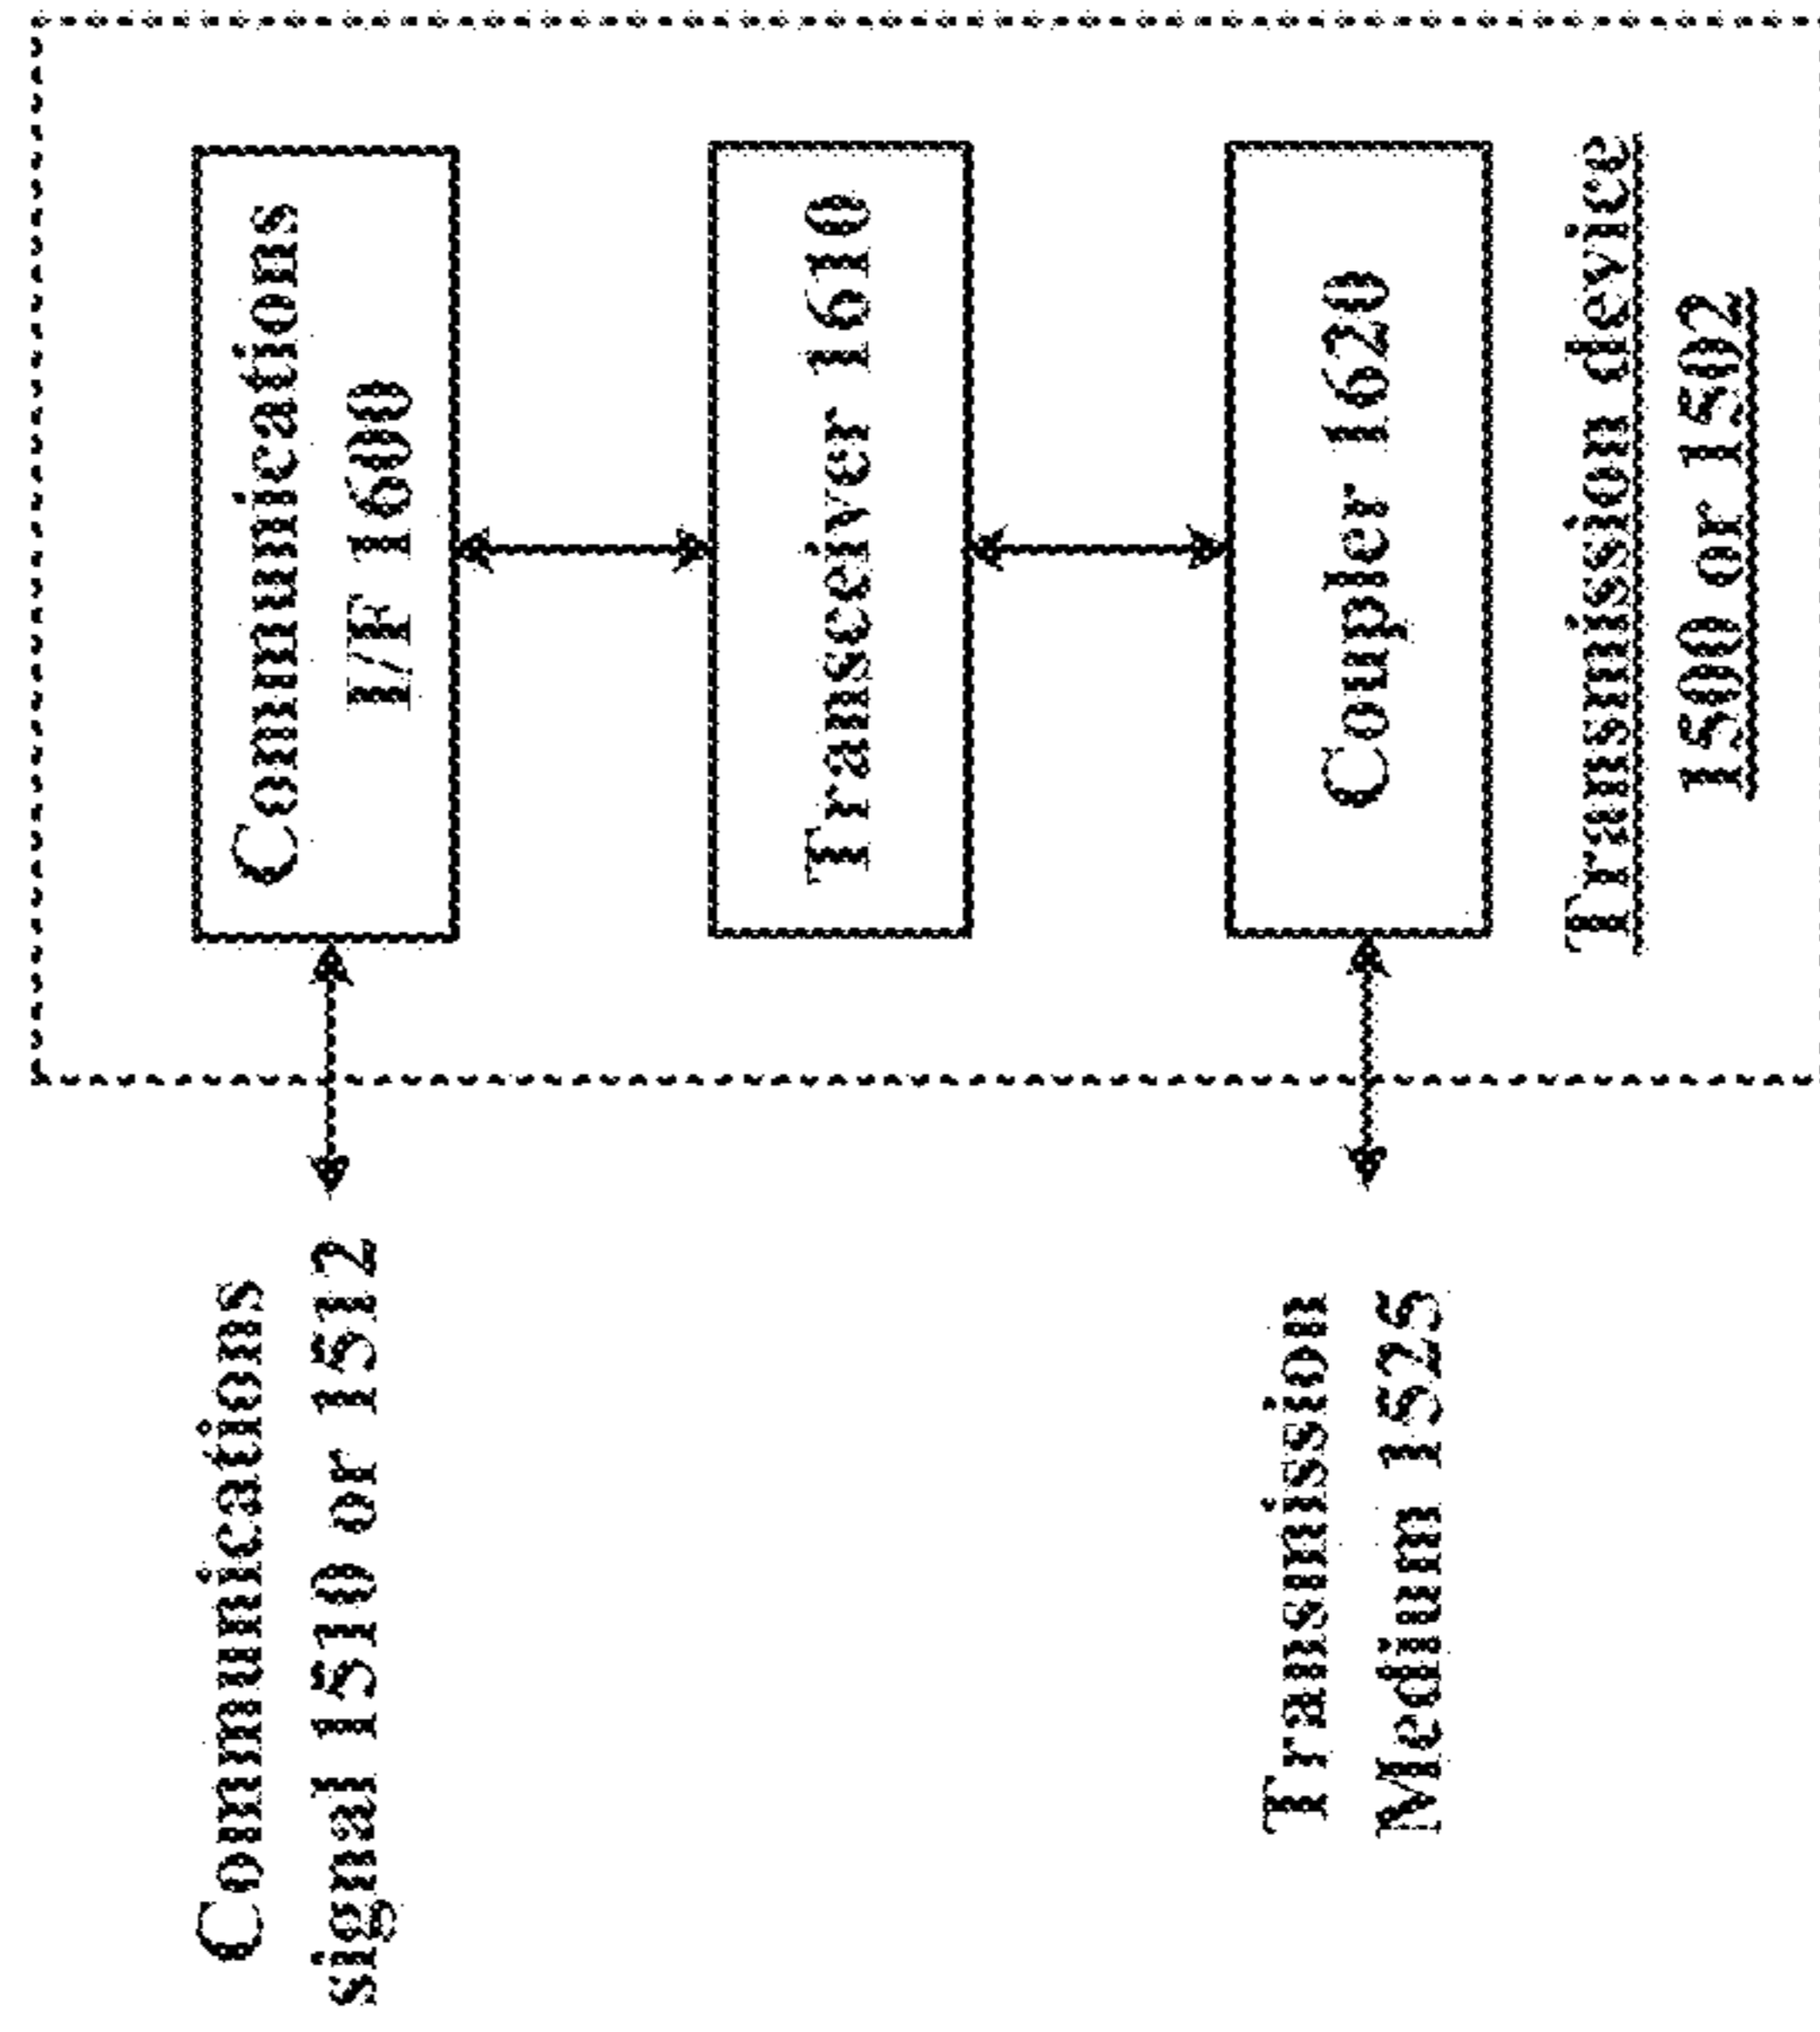 Communications
signal 1510 or 1512
Communications
I/F 1600
Transceiver 1610
Transmission
Medium 1525
Coupler 1620
Transmission device
1500 or 1502